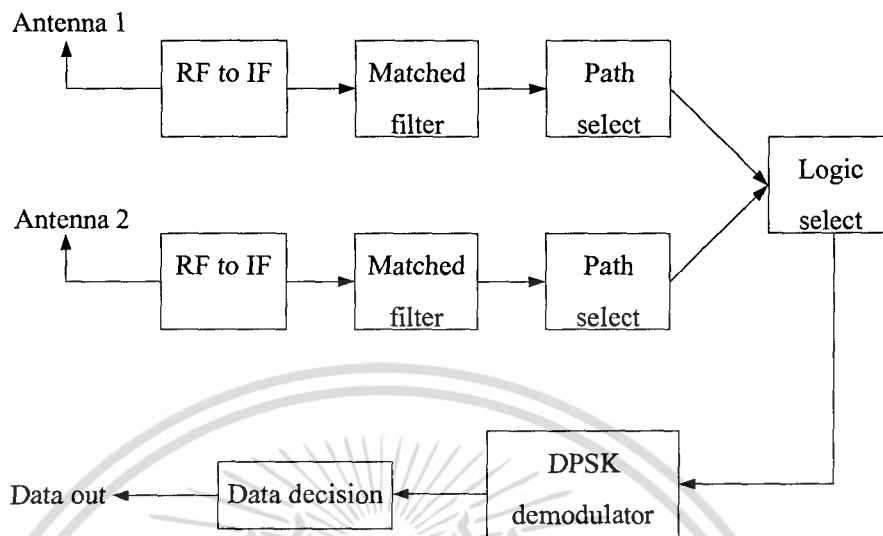 Antenna 1
RF to IF
Matched
filter
Path
select
Logic
select
Antenna 2
RF to IF
Matched
filter
Path
select
DPSK
demodulator
Data decision
Data out